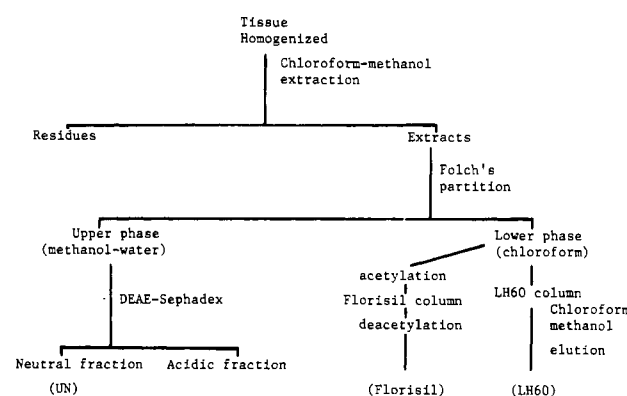 Tissue
Homogenized
Chloroform-methanol
extraction
Residues
Extracts
Folch's
partition
Upper phase
(methanol-water)
Lower phase
(chloroform)
DEAE-Sephadex
acetylation
Florisil column
deacetylation
LH60 column
Chloroform
methanol
elution
Neutral fraction
Acidic fraction
(UN)
(Florisil)
(LH60)